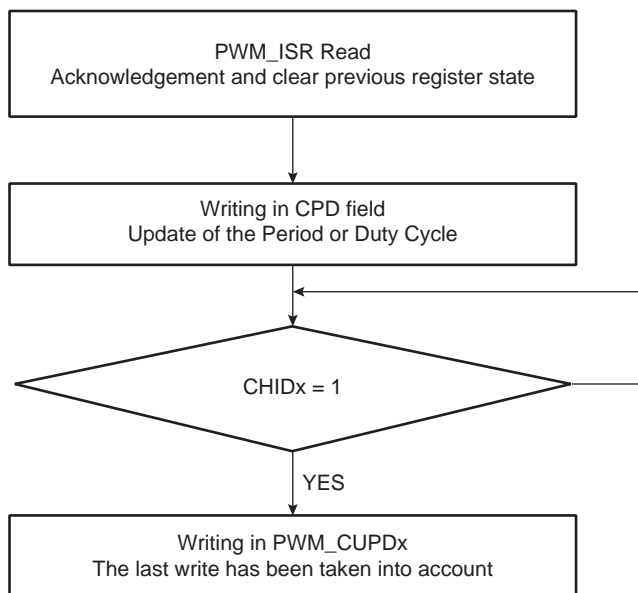 PWM_ISR Read
Acknowledgement and clear previous register state
Writing in CPD field
Update of the Period or Duty Cycle
CHIDx = 1
YES
Writing in PWM_CUPDx
The last write has been taken into account